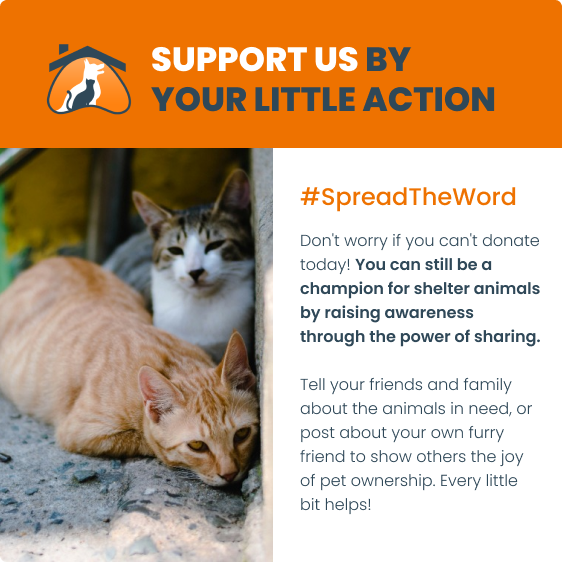 SUPPORT US BY
YOUR LITTLE ACTION
#SpreadTheWord
Don't worry if you can't donate
today! You can still be a
champion for shelter animals
by raising awareness
through the power of sharing.
Tell your friends and family
about the animals in need, or
post about your own furry
friend to show others the joy
of pet ownership. Every little
bit helps!